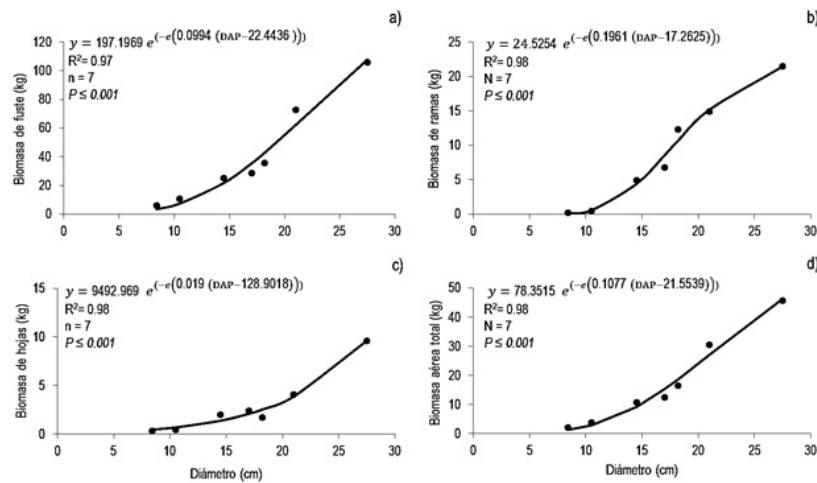 a)
y = 197.1969 e^(−e(0.0994 (DAP−22.4436)))
R²= 0.97
n = 7
P ≤ 0.001
Biomasa de fuste (kg)
120
100
80
60
40
20
0
0 5 10 15 20 25 30
b)
y = 24.5254 e^(−e(0.1961 (DAP−17.2625)))
R²= 0.98
N = 7
P ≤ 0.001
Biomasa de ramas (kg)
25
20
15
10
5
0
0 5 10 15 20 25 30
c)
y = 9492.969 e^(−e(0.019 (DAP−128.9018)))
R²= 0.98
n = 7
P ≤ 0.001
Biomasa de hojas (kg)
15
10
5
0
0 5 10 15 20 25 30
Diámetro (cm)
d)
y = 78.3515 e^(−e(0.1077 (DAP−21.5539)))
R²= 0.98
N = 7
P ≤ 0.001
Biomasa aérea total (kg)
50
40
30
20
10
0
0 5 10 15 20 25 30
Diámetro (cm)